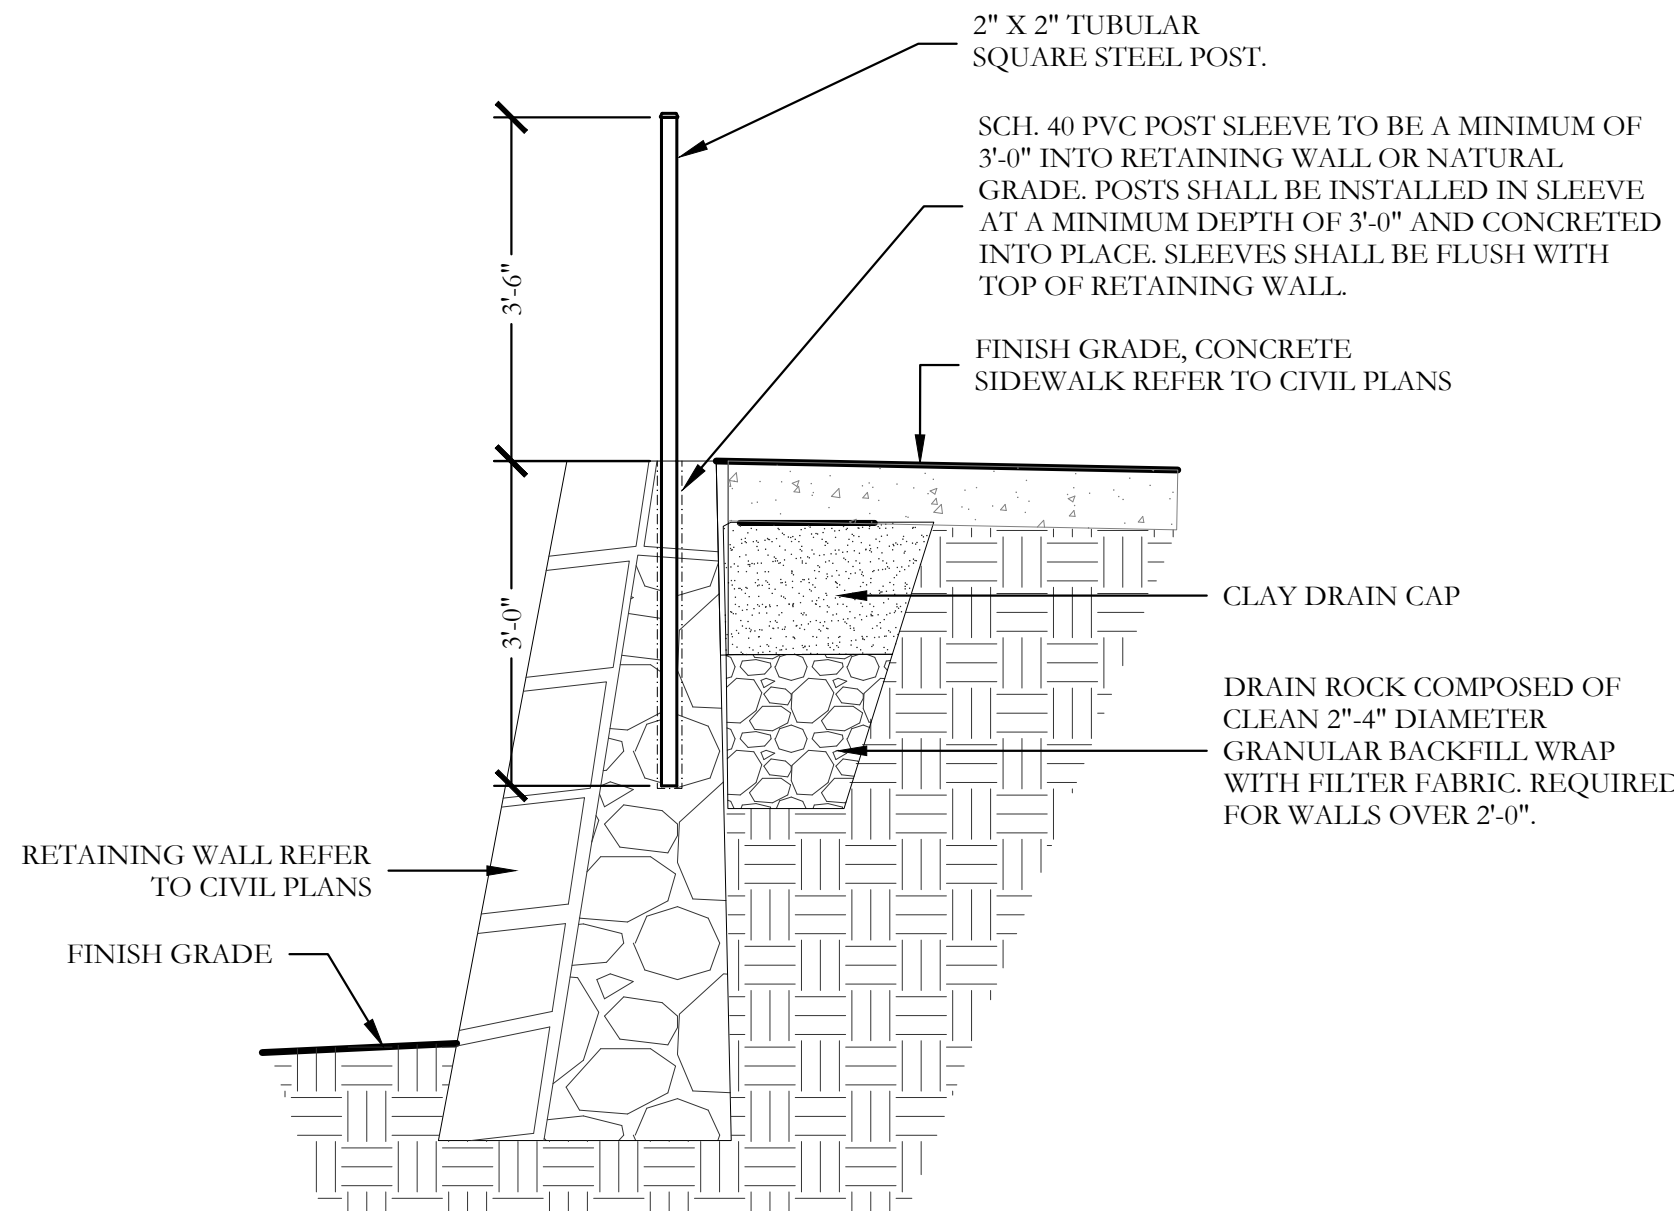 2" X 2" TUBULAR
SQUARE STEEL POST.
SCH. 40 PVC POST SLEEVE TO BE A MINIMUM OF
3'-0" INTO RETAINING WALL OR NATURAL
GRADE. POSTS SHALL BE INSTALLED IN SLEEVE
AT A MINIMUM DEPTH OF 3'-0" AND CONCRETED
INTO PLACE. SLEEVES SHALL BE FLUSH WITH
TOP OF RETAINING WALL.
3'-6"
FINISH GRADE, CONCRETE
SIDEWALK REFER TO CIVIL PLANS
3'-0"
CLAY DRAIN CAP
DRAIN ROCK COMPOSED OF
CLEAN 2"-4" DIAMETER
GRANULAR BACKFILL WRAP
WITH FILTER FABRIC. REQUIRED
FOR WALLS OVER 2'-0".
RETAINING WALL REFER
TO CIVIL PLANS
FINISH GRADE